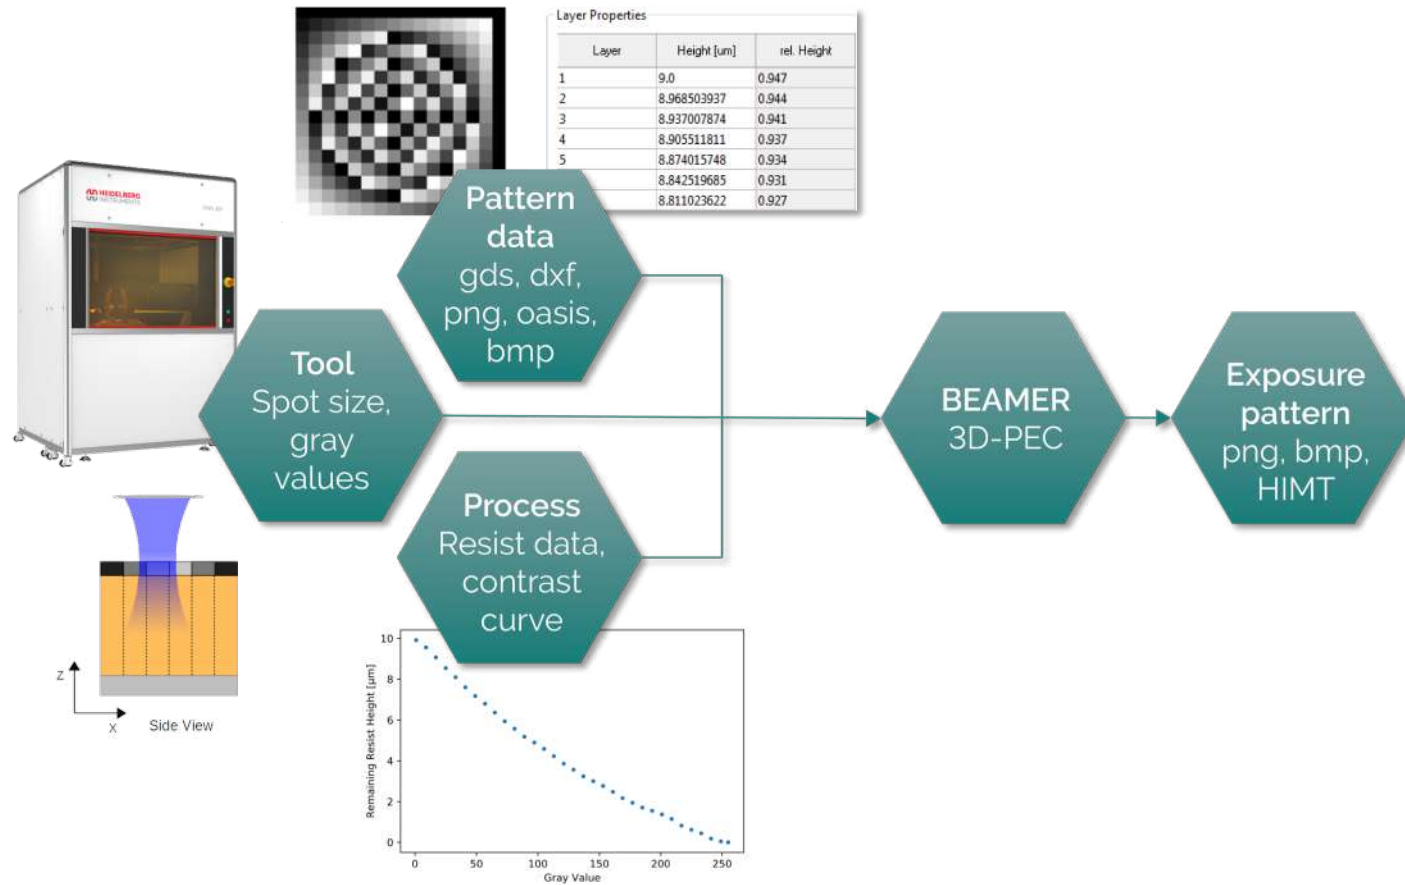 Layer Properties
Layer Height [um] rel. Height
1 9.0 0.947
2 8.968503937 0.944
3 8.937007874 0.941
4 8.905511811 0.937
5 8.874015748 0.934
8.842519685 0.931
8.811023622 0.927
HEIDELBERG
INSTRUMENTS
Pattern
data
gds, dxf,
png, oasis,
bmp
Tool
Spot size,
gray
values
BEAMER
3D-PEC
Exposure
pattern
png, bmp,
HIMT
Process
Resist data,
contrast
curve
Z
X
Side View
Remaining Resist Height [μm]
10
8
6
4
2
0
0 50 100 150 200 250
Gray Value